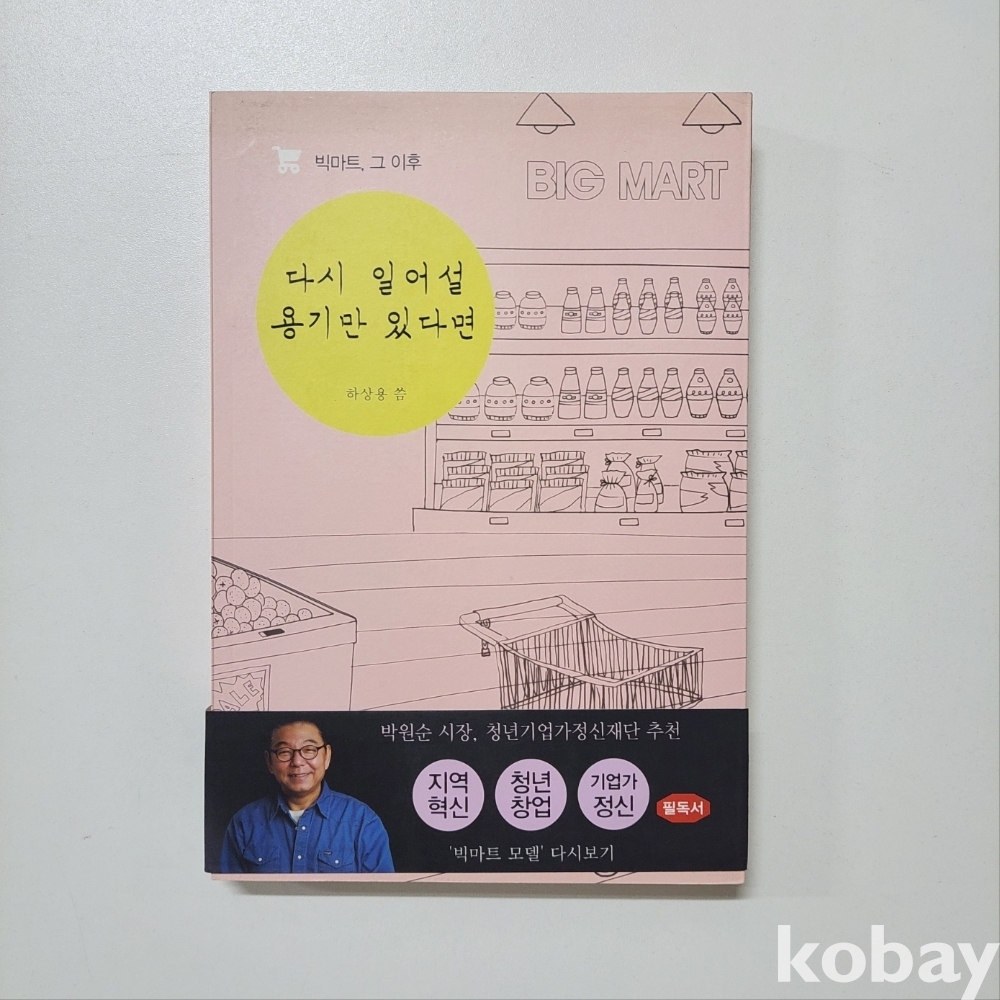 빅마트, 그 이후
BIG MART
다시 일어설
용기만 있다면
하상용 씀
ALE
박원순 시장, 청년기업가정신재단 추천
지역
혁신
청년
창업
기업가
정신
필독서
'빅마트 모델' 다시보기
kobay